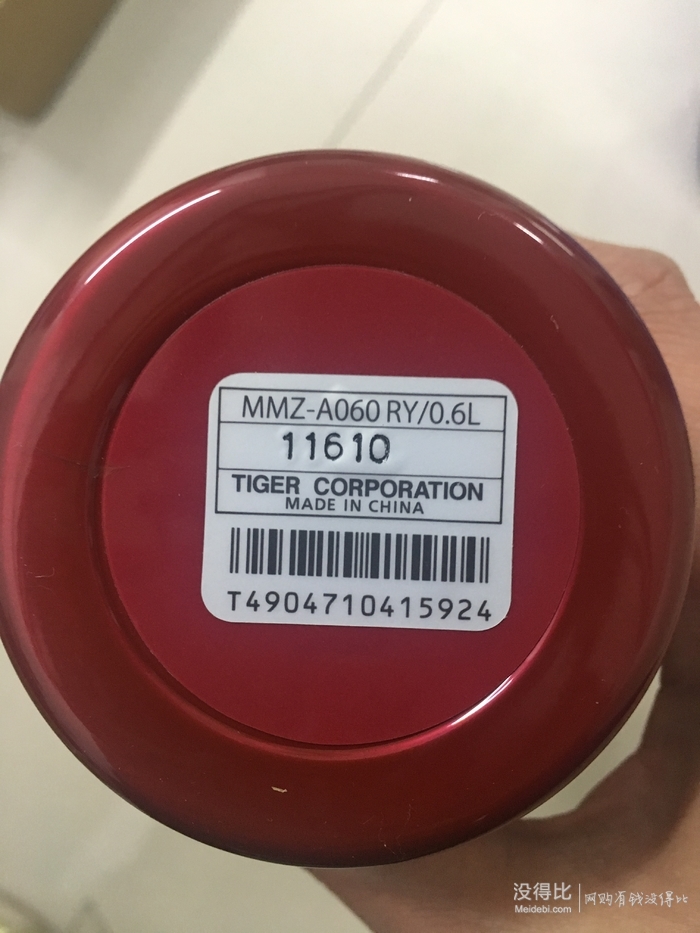 MMZ-A060 RY/0.6L
11610
TIGER CORPORATION
MADE IN CHINA
T4904710415924
没得比
Meidebi.com
网购有钱没得比